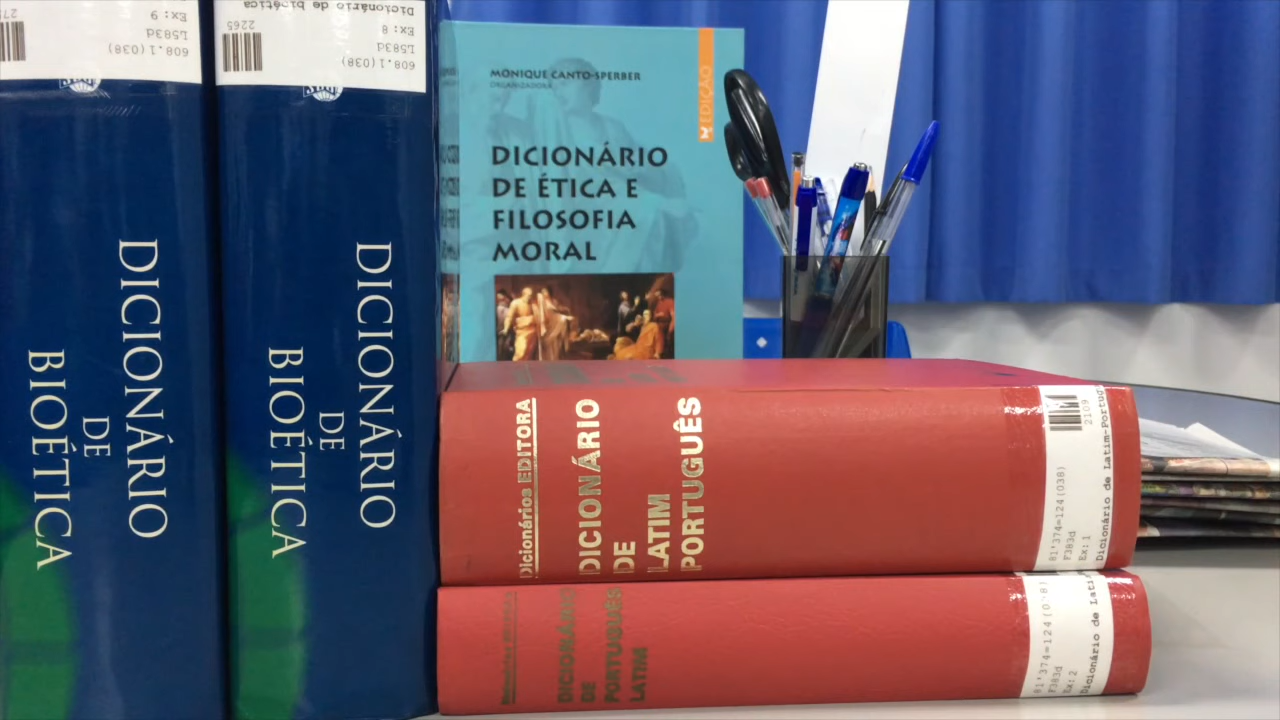 Ex: 9
L583d
608.1(038)
DICIONÁRIO
DE
BIOÉTICA
Dicionário de bioética
2265
Ex: 8
L583d
608.1(038)
DICIONÁRIO
DE
BIOÉTICA
MONIQUE CANTO-SPERBER
ORGANIZADORA
EDIÇÃO
DICIONÁRIO
DE ÉTICA E
FILOSOFIA
MORAL
Dicionários EDITORA
DICIONÁRIO
DE
LATIM
PORTUGUÊS
2109
81'374=124(038)
F383d
Ex: 1
Dicionário de Latim-Portugu
DICIONÁRIO
DE
PORTUGUÊS
LATIM
81'374=124(038)
F383d
Ex: 2
Dicionário de Lati